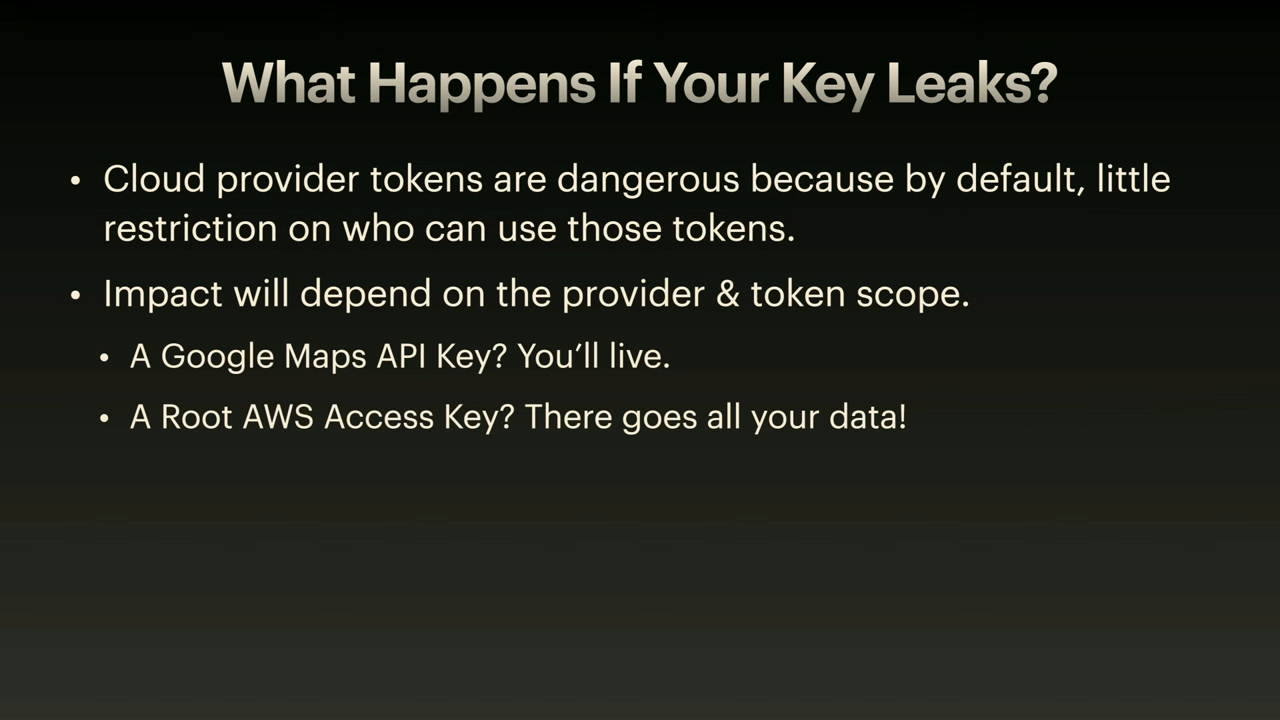 What Happens If Your Key Leaks?
• Cloud provider tokens are dangerous because by default, little
restriction on who can use those tokens.
• Impact will depend on the provider & token scope.
• A Google Maps API Key? You’ll live.
• A Root AWS Access Key? There goes all your data!